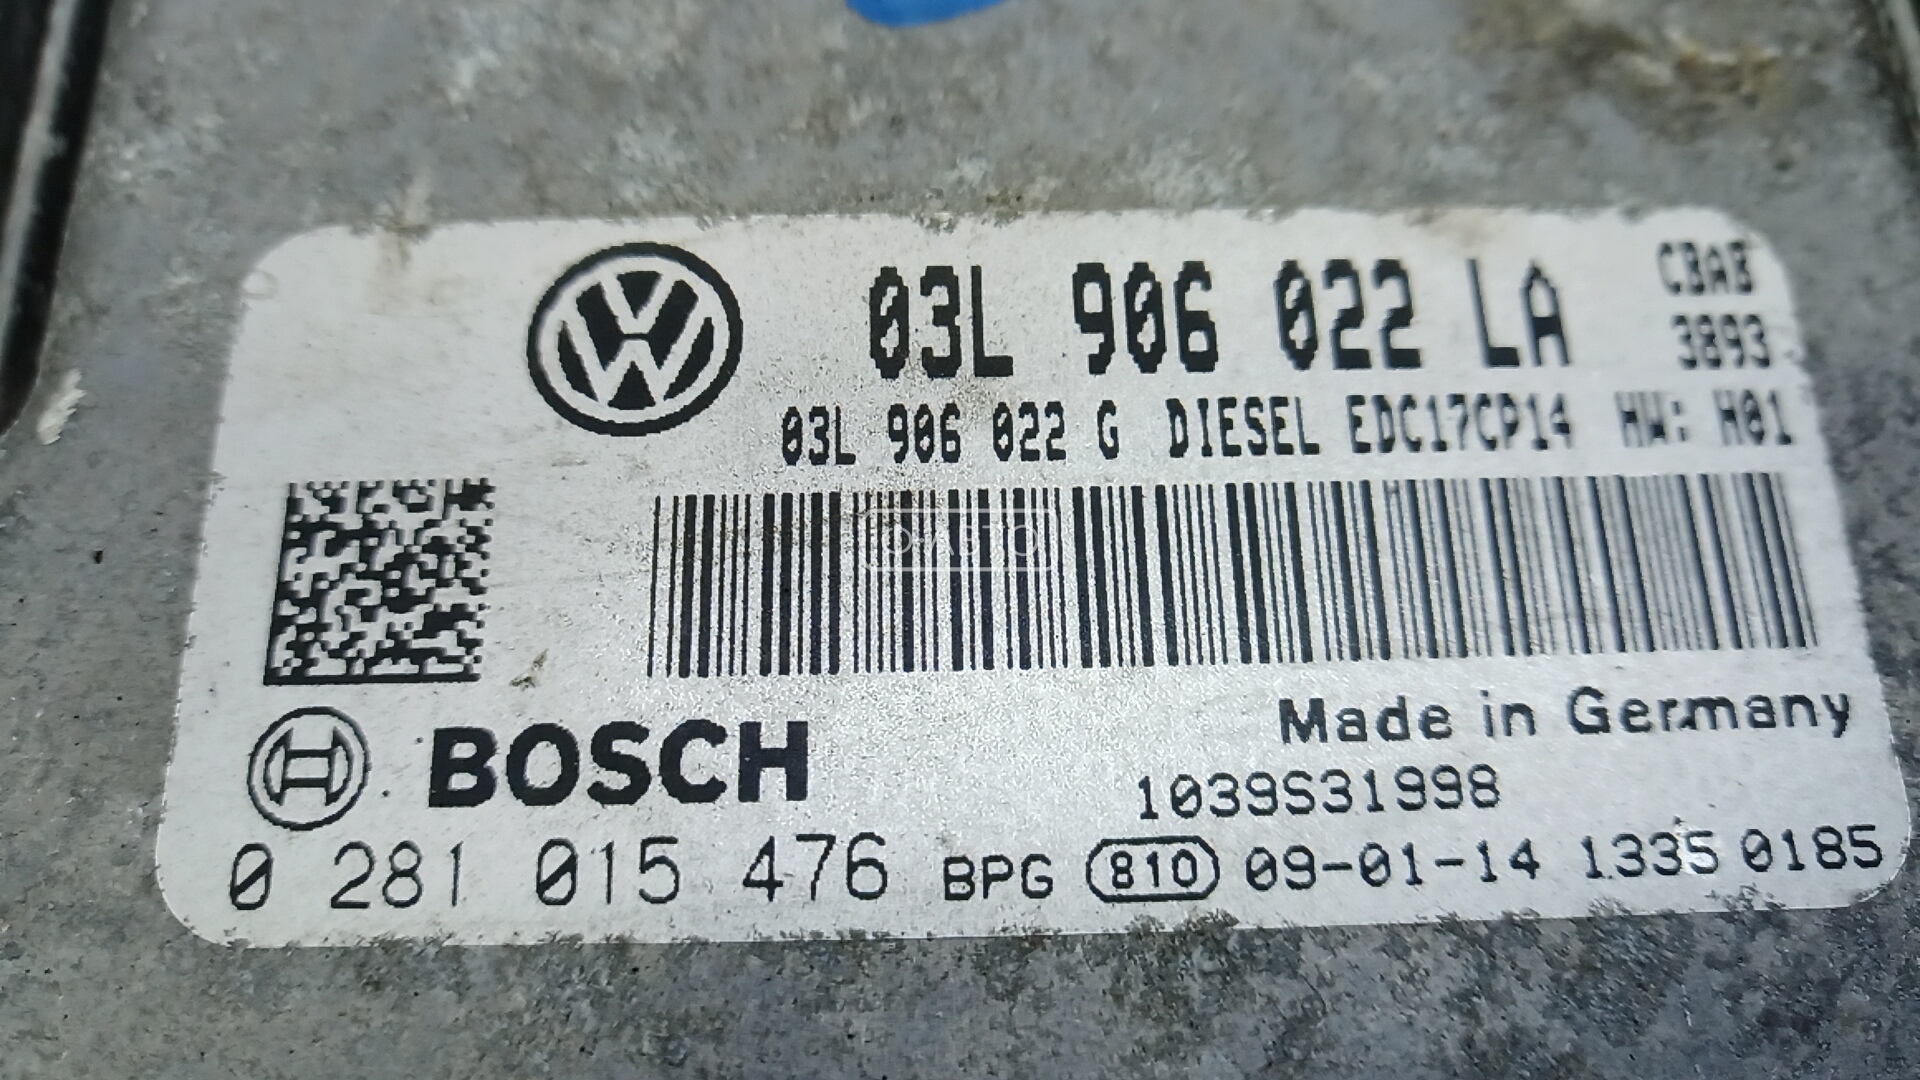 03L 906 022 LA CBAB
3893
03L 906 022 G DIESEL EDC17CP14 HW: H01
BOSCH
Made in Germany
1039S31998
0 281 015 476 BPG 810 09-01-14 1335 0185